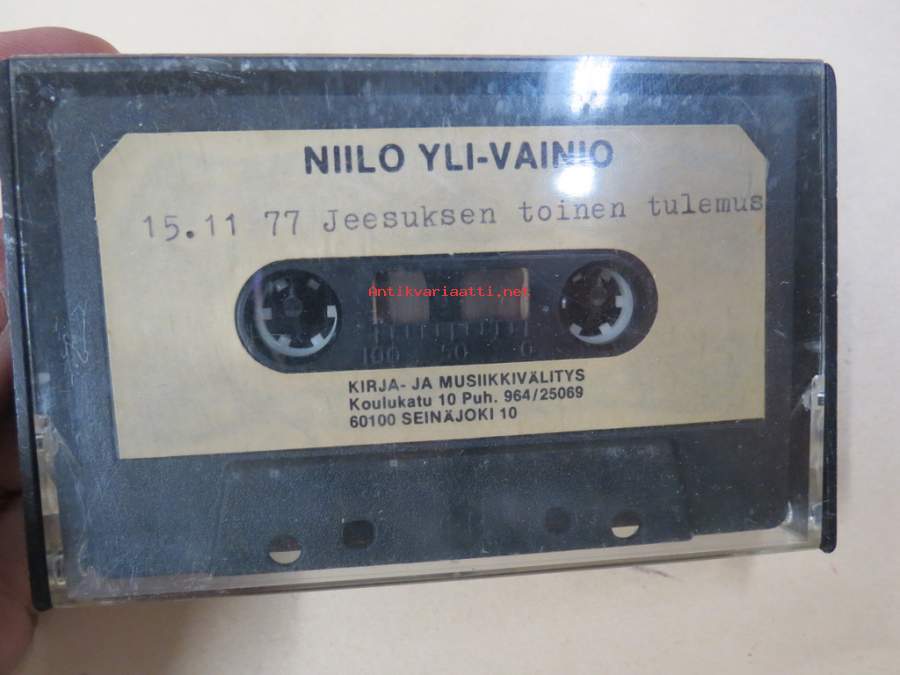 NIILO YLI-VAINIO
15.11 77 Jeesuksen toinen tulemus
Antikvariaatti.net
100 50 0
KIRJA- JA MUSIIKKIVÄLITYS
Koulukatu 10 Puh. 964/25069
60100 SEINÄJOKI 10